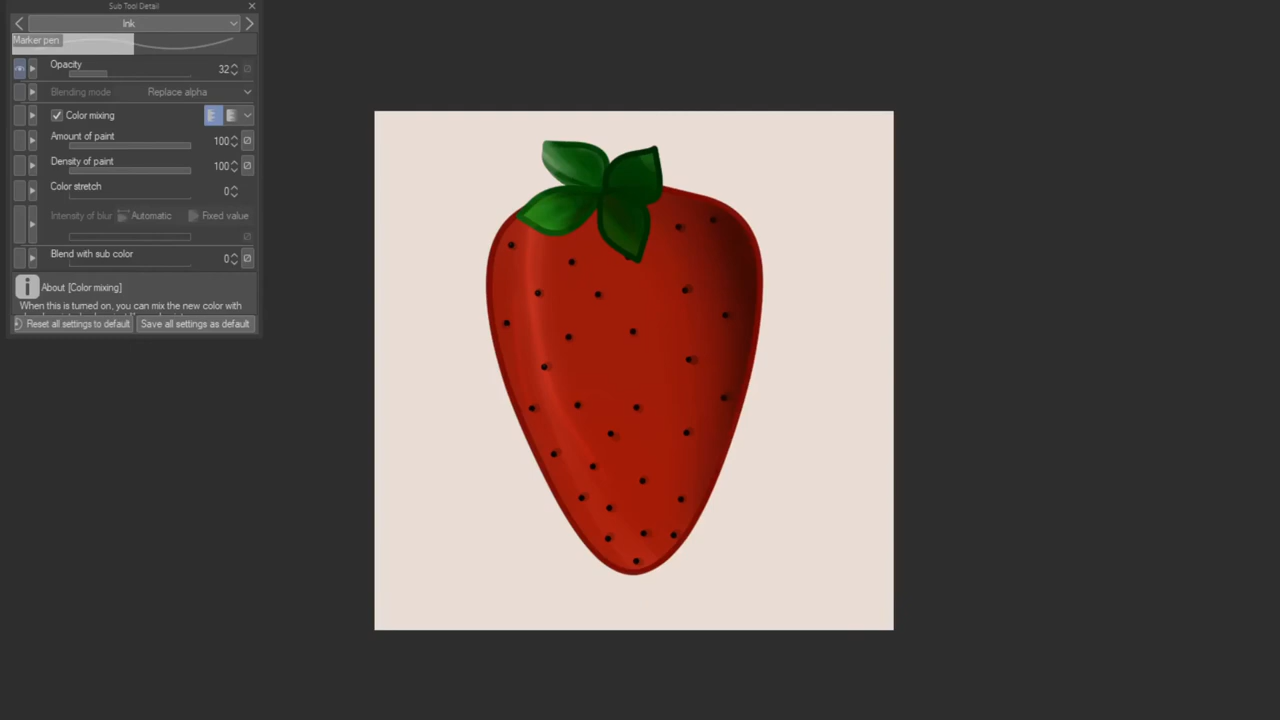 Sub Tool Detail
Ink
Marker pen
Opacity 32
Blending mode Replace alpha
Color mixing
Amount of paint 100
Density of paint 100
Color stretch 0
Intensity of blur Automatic Fixed value
Blend with sub color 0
About [Color mixing]
When this is turned on, you can mix the new color with
Reset all settings to default Save all settings as default